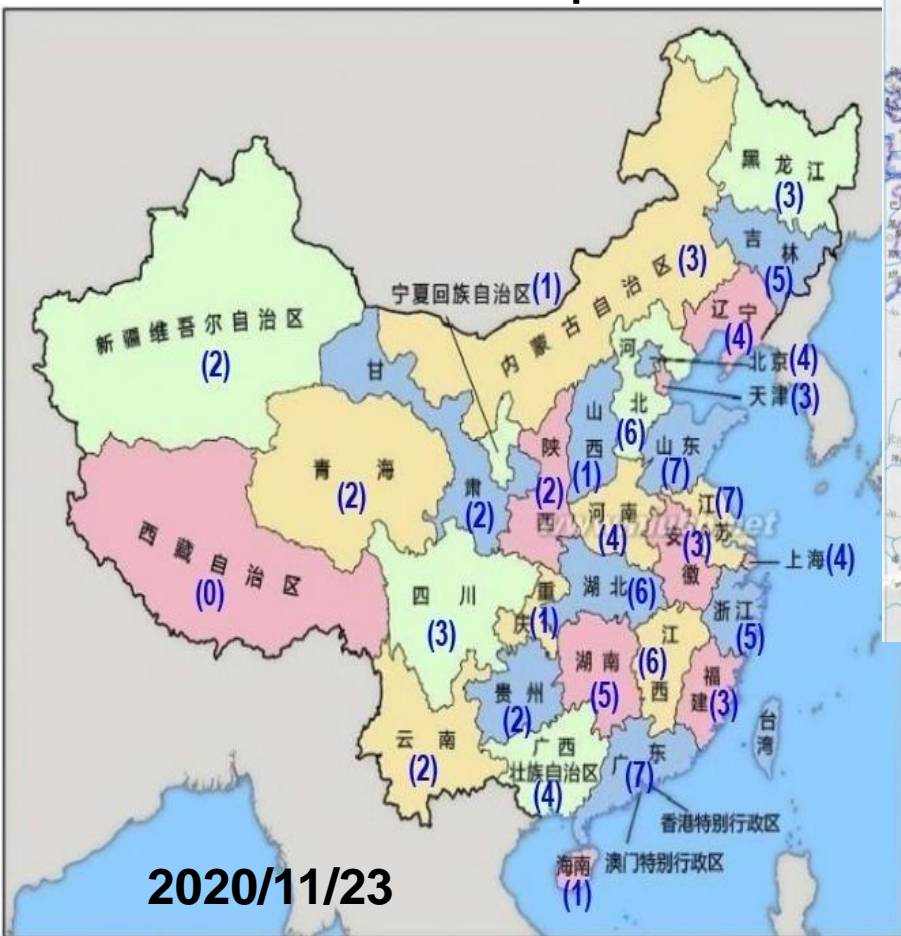 黑龙江
(3)
吉林
(5)
辽宁
(4)
内蒙古自治区(3)
宁夏回族自治区(1)
新疆维吾尔自治区
(2)
甘肃
(2)
青海
(2)
西藏自治区
(0)
河北
(6)
北京(4)
天津(3)
山西
(1)
山东
(7)
陕西
(2)
河南
(4)
江苏
(7)
安徽
(3)
上海(4)
四川
(3)
重庆
(1)
湖北(6)
浙江
(5)
湖南
(5)
江西
(6)
福建(3)
贵州
(2)
云南
(2)
广西
壮族自治区
(4)
广东
(7)
台湾
香港特别行政区
澳门特别行政区
海南
(1)
2020/11/23